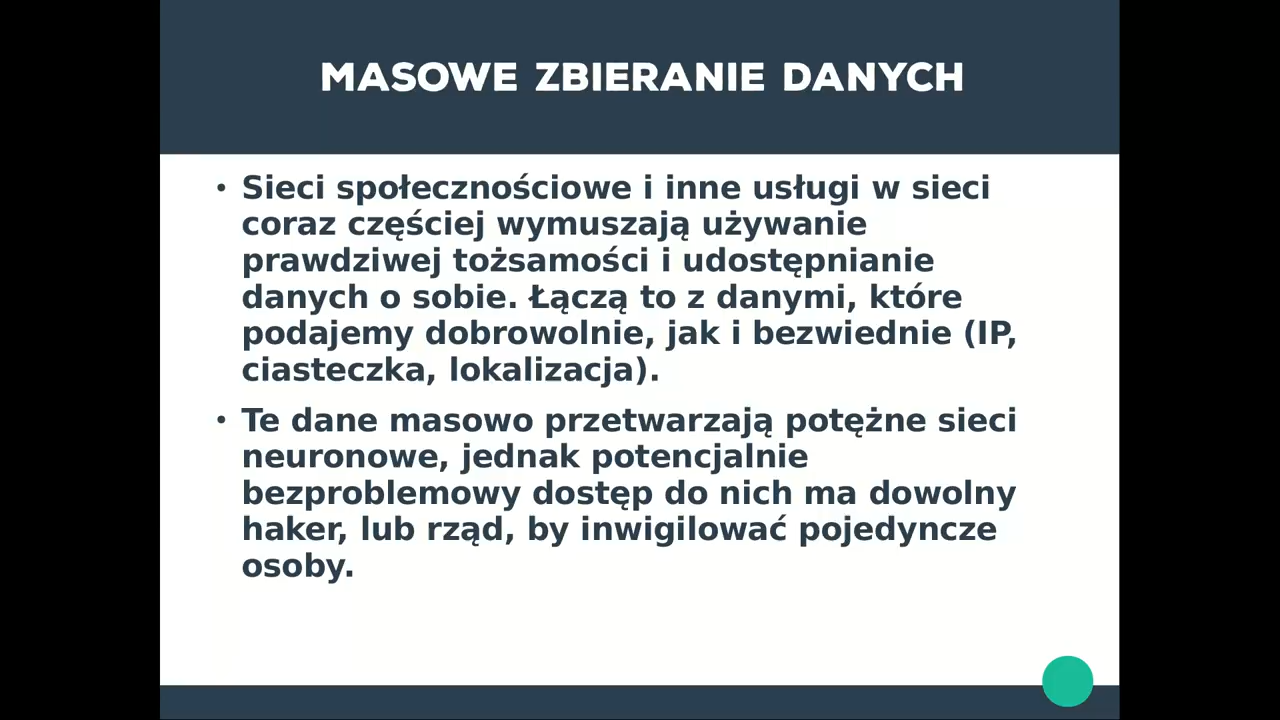 MASOWE ZBIERANIE DANYCH
• Sieci społecznościowe i inne usługi w sieci
coraz częściej wymuszają używanie
prawdziwej tożsamości i udostępnianie
danych o sobie. Łączą to z danymi, które
podajemy dobrowolnie, jak i bezwiednie (IP,
ciasteczka, lokalizacja).
• Te dane masowo przetwarzają potężne sieci
neuronowe, jednak potencjalnie
bezproblemowy dostęp do nich ma dowolny
haker, lub rząd, by inwigilować pojedyncze
osoby.